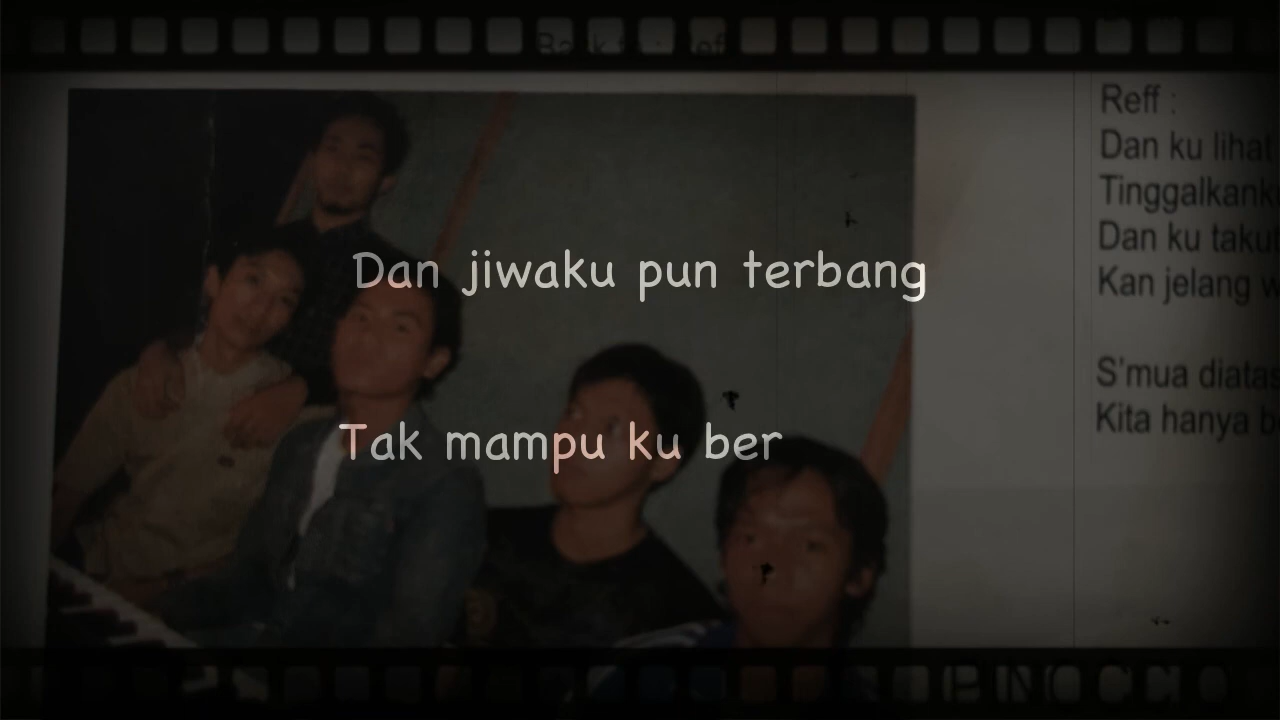 Reff :
Dan ku lihat
Tinggalkank
Dan ku taku
Kan jelang w
S'mua diatas
Kita hanya b
Dan jiwaku pun terbang
Tak mampu ku ber